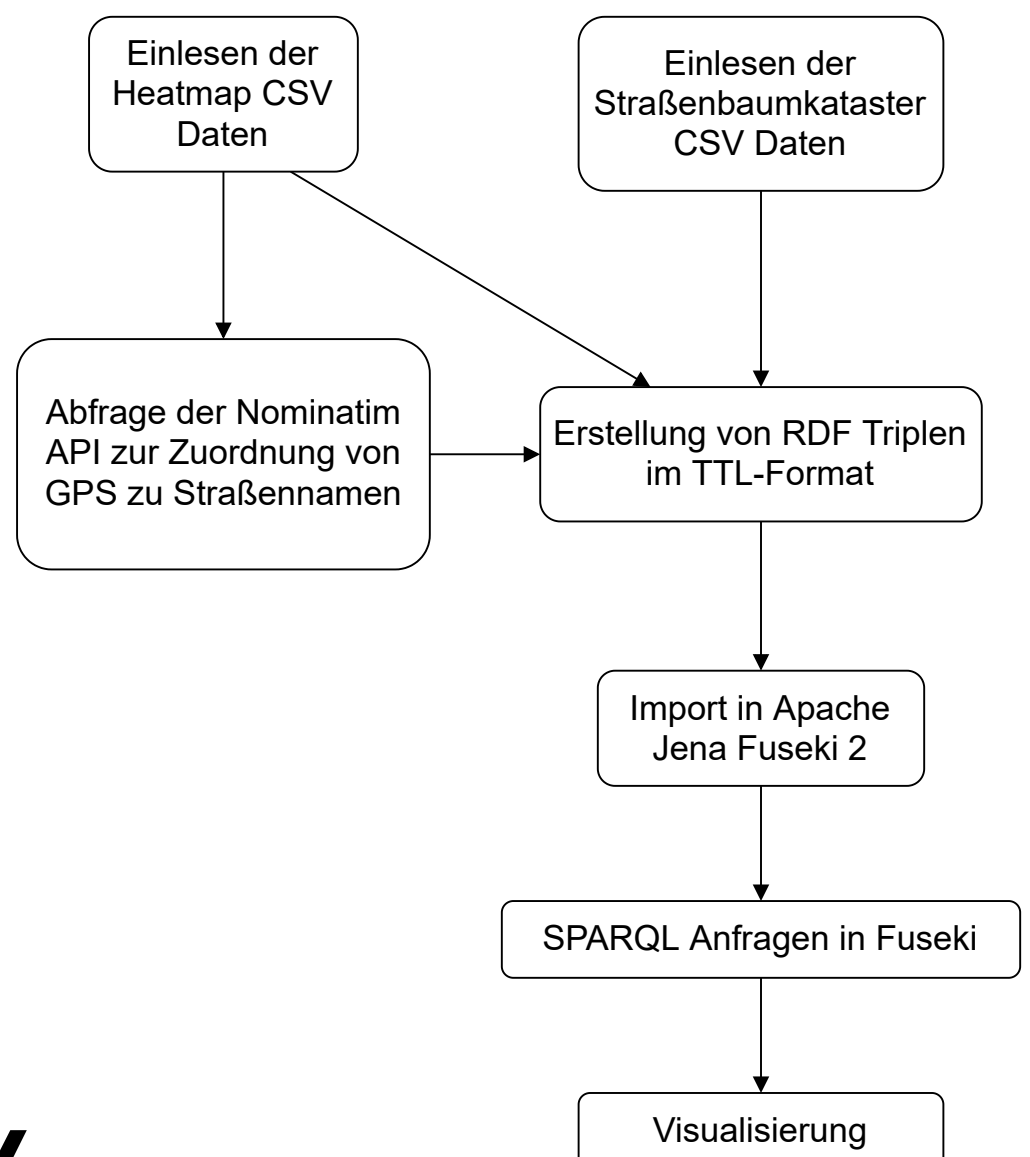 Einlesen der
Heatmap CSV
Daten
Einlesen der
Straßenbaumkataster
CSV Daten
Abfrage der Nominatim
API zur Zuordnung von
GPS zu Straßennamen
Erstellung von RDF Triplen
im TTL-Format
Import in Apache
Jena Fuseki 2
SPARQL Anfragen in Fuseki
Visualisierung